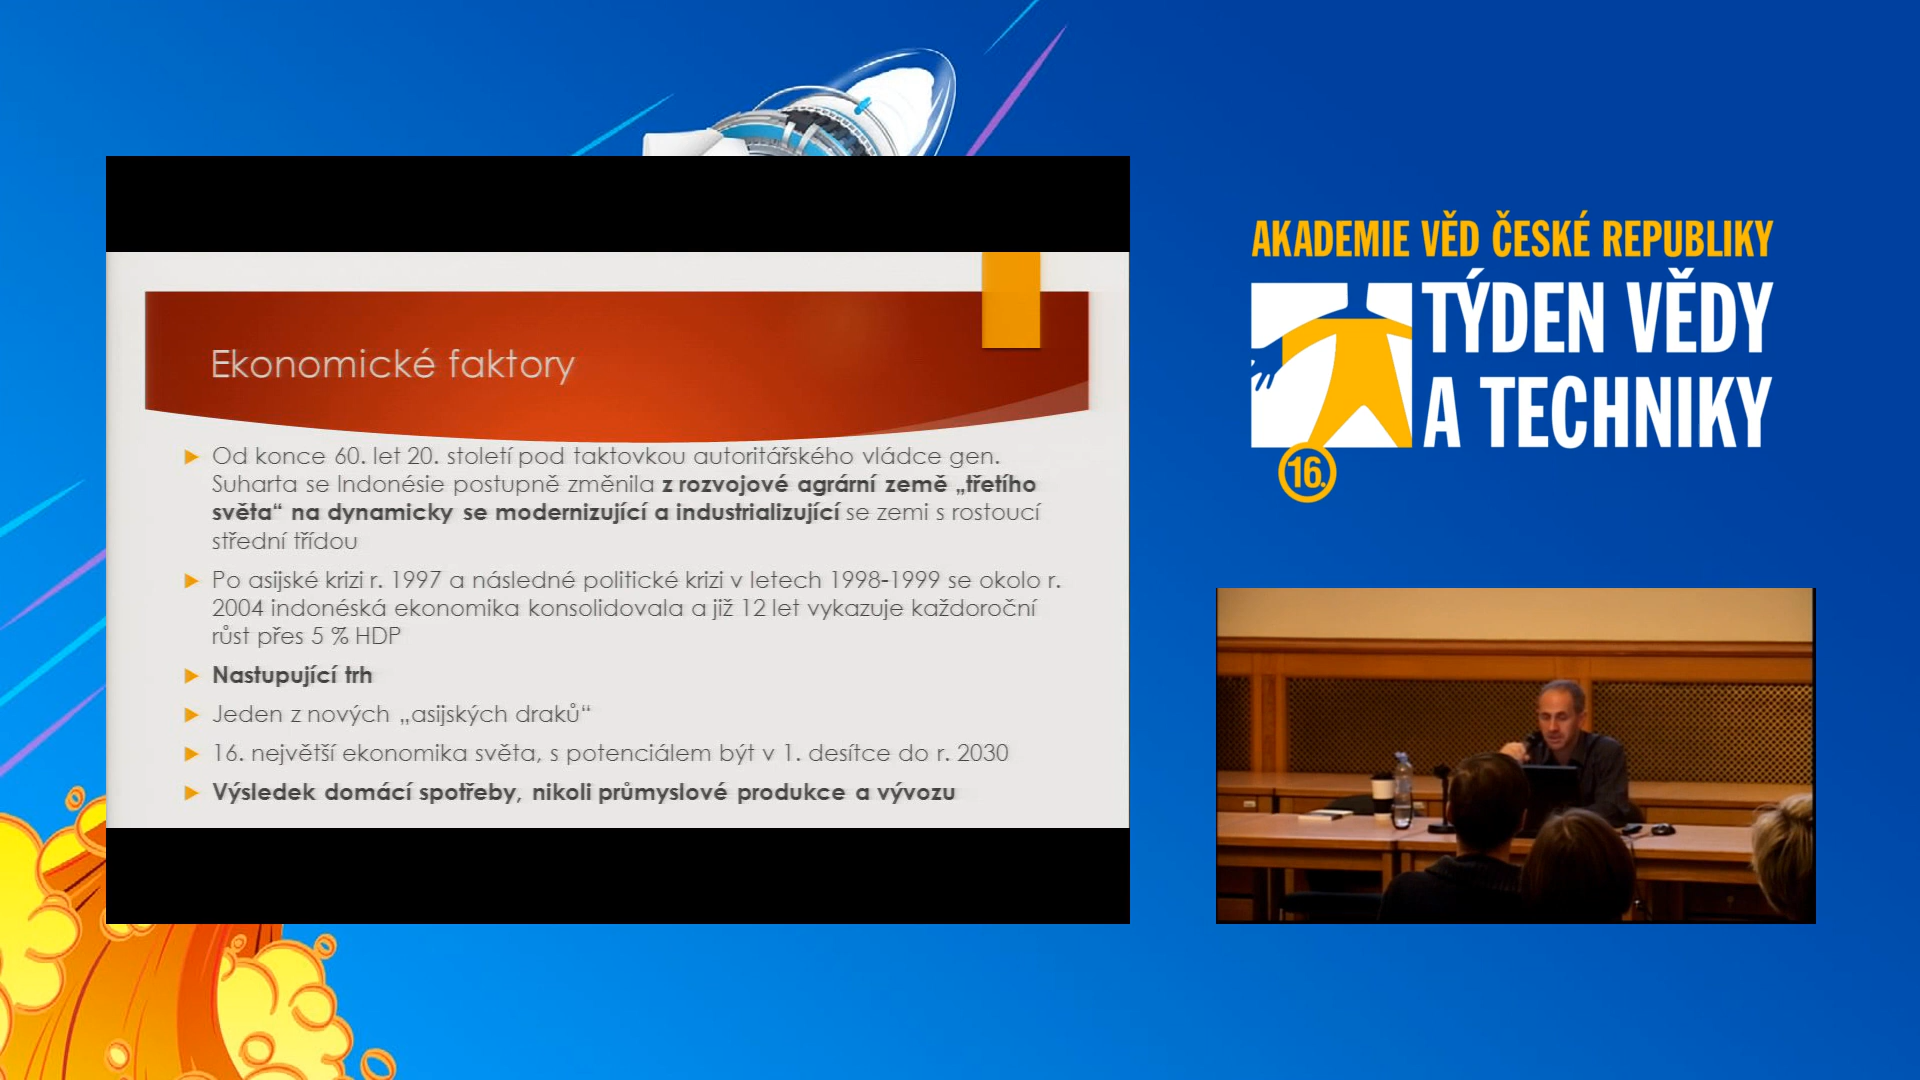 AKADEMIE VĚD ČESKÉ REPUBLIKY
TÝDEN VĚDY
A TECHNIKY
16.
Ekonomické faktory
Od konce 60. let 20. století pod taktovkou autoritářského vládce gen.
Suharta se Indonésie postupně změnila z rozvojové agrární země „třetího
světa“ na dynamicky se modernizující a industrializující se zemi s rostoucí
střední třídou
Po asijské krizi r. 1997 a následné politické krizi v letech 1998-1999 se okolo r.
2004 indonéská ekonomika konsolidovala a již 12 let vykazuje každoroční
růst přes 5 % HDP
Nastupující trh
Jeden z nových „asijských draků“
16. největší ekonomika světa, s potenciálem být v 1. desítce do r. 2030
Výsledek domácí spotřeby, nikoli průmyslové produkce a vývozu